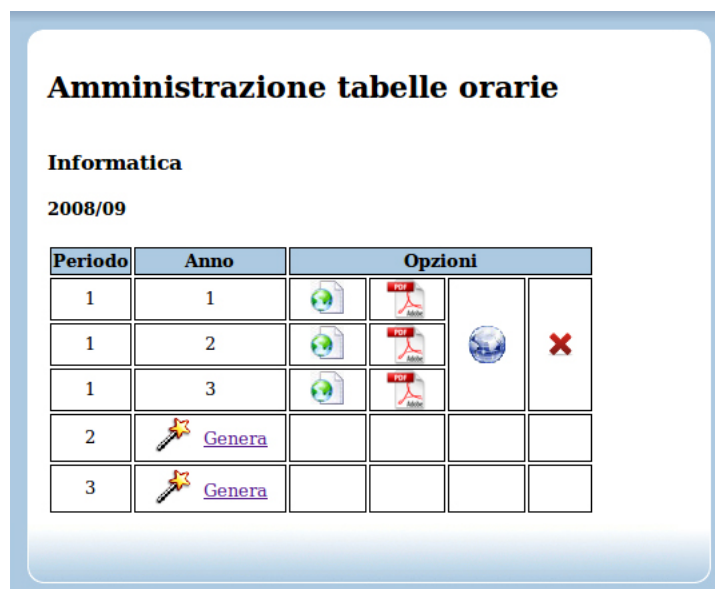 Amministrazione tabelle orarie
Informatica
2008/09
Periodo Anno Opzioni
1 1 PDF Adobe
1 2 PDF Adobe
1 3 PDF Adobe
2 Genera
3 Genera